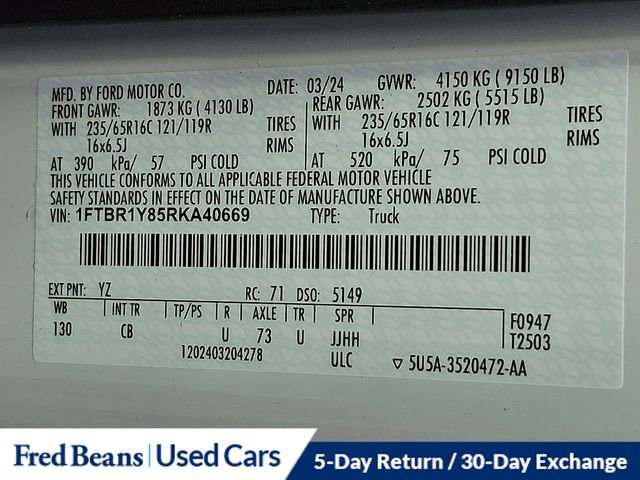 MFD. BY FORD MOTOR CO. DATE: 03/24 GVWR: 4150 KG ( 9150 LB)
FRONT GAWR: 1873 KG ( 4130 LB) REAR GAWR: 2502 KG ( 5515 LB)
WITH 235/65R16C 121/119R TIRES WITH 235/65R16C 121/119R TIRES
16x6.5J RIMS 16x6.5J RIMS
AT 390 kPa/ 57 PSI COLD AT 520 kPa/ 75 PSI COLD
THIS VEHICLE CONFORMS TO ALL APPLICABLE FEDERAL MOTOR VEHICLE
SAFETY STANDARDS IN EFFECT ON THE DATE OF MANUFACTURE SHOWN ABOVE.
VIN: 1FTBR1Y85RKA40669 TYPE: Truck
EXT PNT: YZ RC: 71 DSO: 5149
WB INT TR TP/PS R AXLE TR SPR F0947
130 CB U 73 U JJHH T2503
1202403204278 ULC ▽ 5U5A-3520472-AA
Fred Beans Used Cars 5-Day Return / 30-Day Exchange